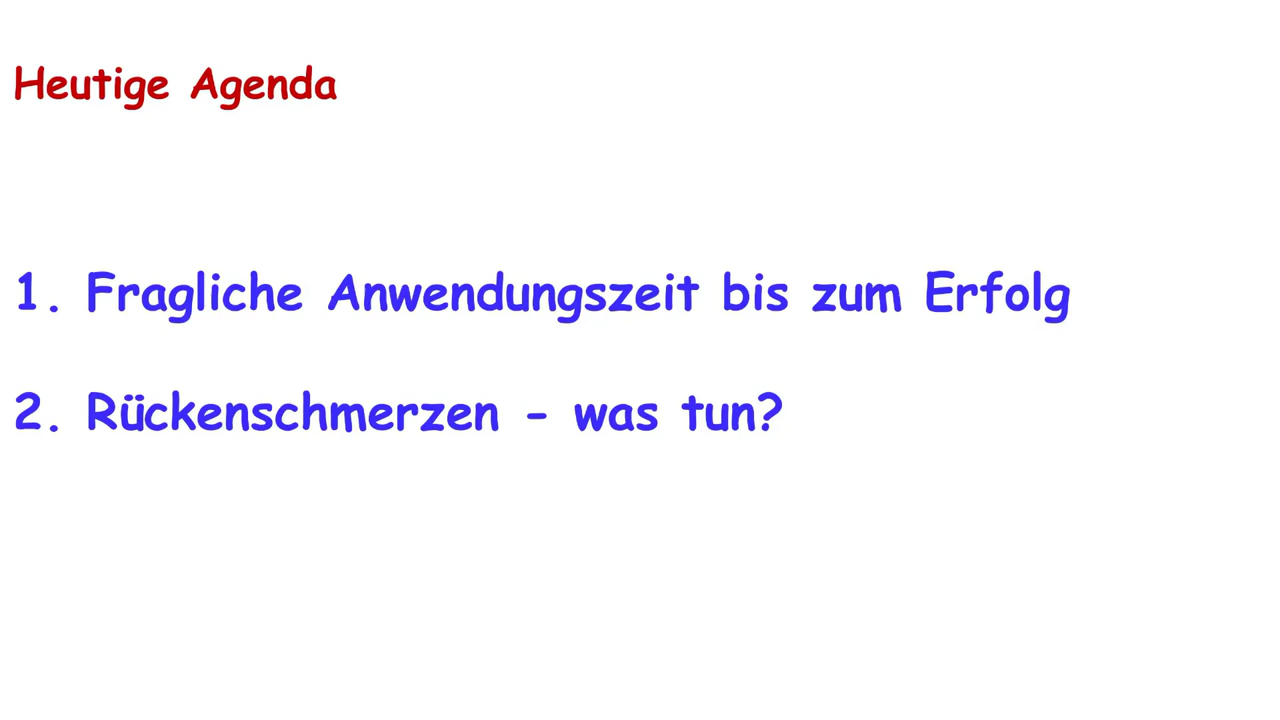 Heutige Agenda
1. Fragliche Anwendungszeit bis zum Erfolg
2. Rückenschmerzen - was tun?